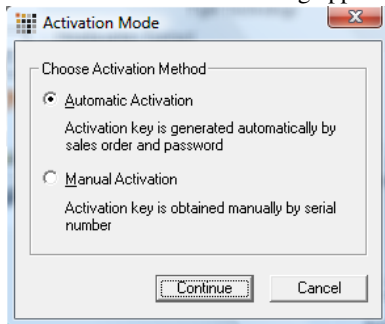 Activation Mode
Choose Activation Method
Automatic Activation
Activation key is generated automatically by
sales order and password
Manual Activation
Activation key is obtained manually by serial
number
Continue
Cancel